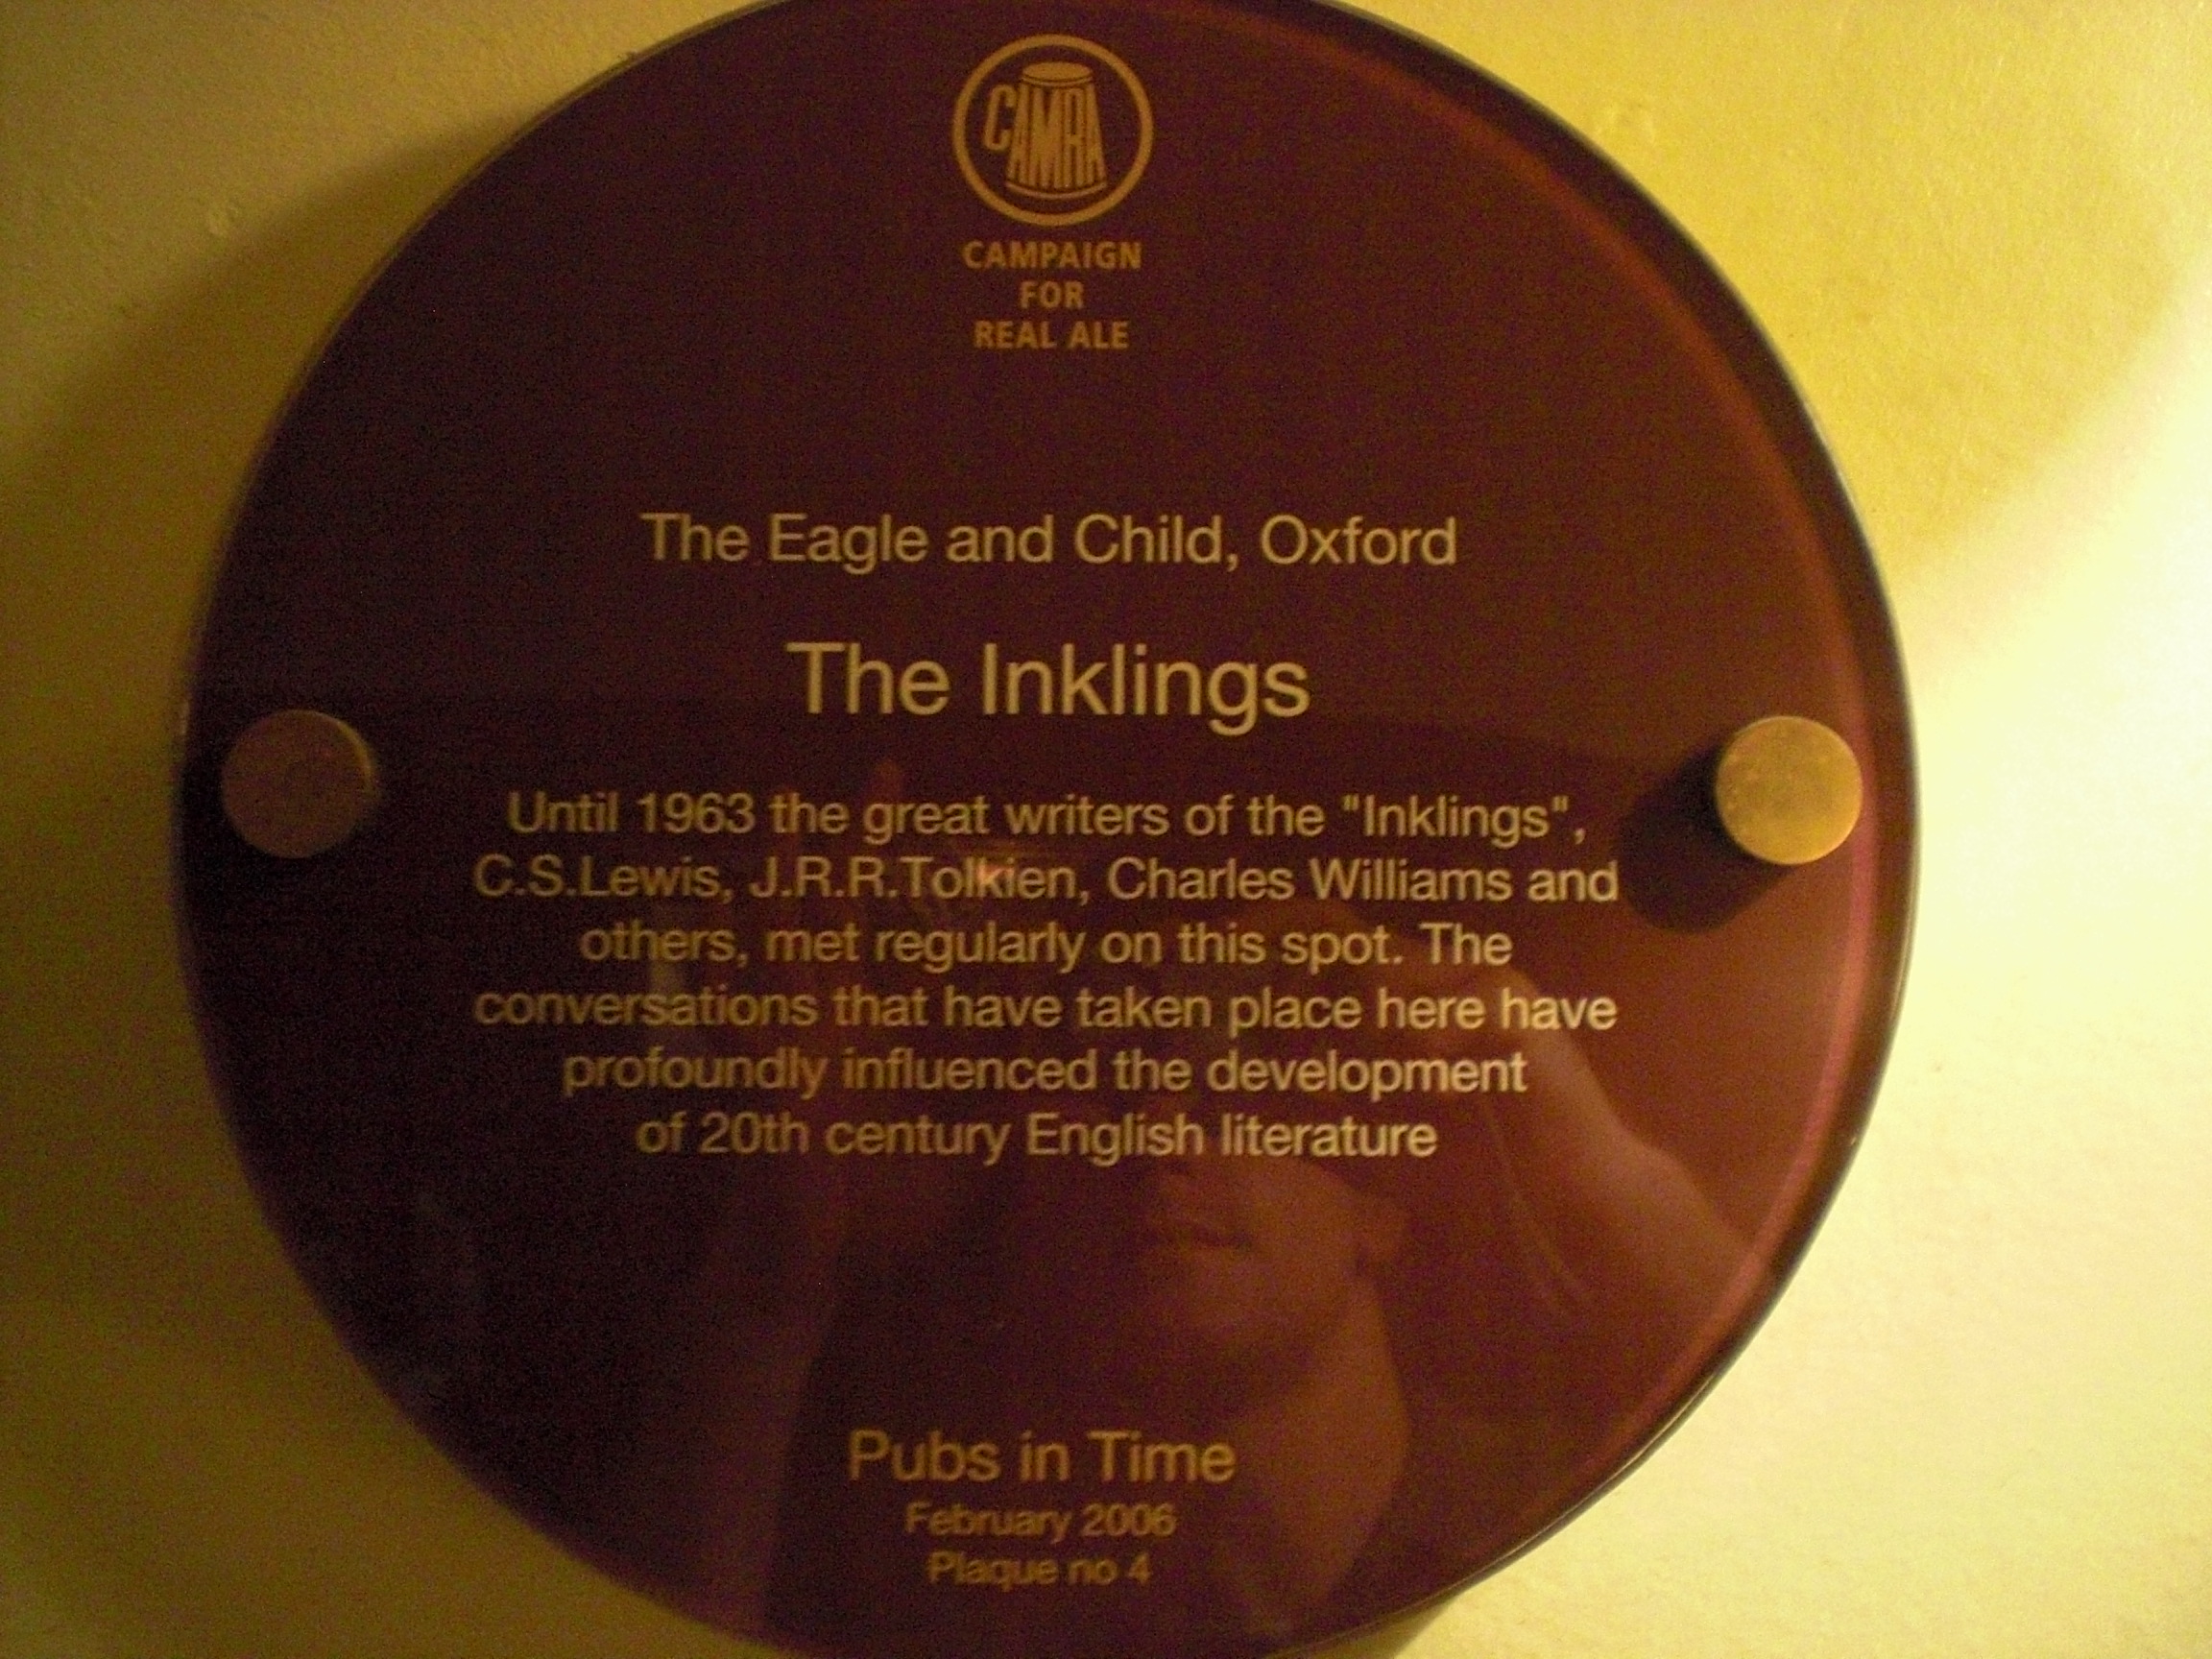 CAMRA
CAMPAIGN
FOR
REAL ALE
The Eagle and Child, Oxford
The Inklings
Until 1963 the great writers of the "Inklings",
C.S.Lewis, J.R.R.Tolkien, Charles Williams and
others, met regularly on this spot. The
conversations that have taken place here have
profoundly influenced the development
of 20th century English literature
Pubs in Time
February 2006
Plaque no 4